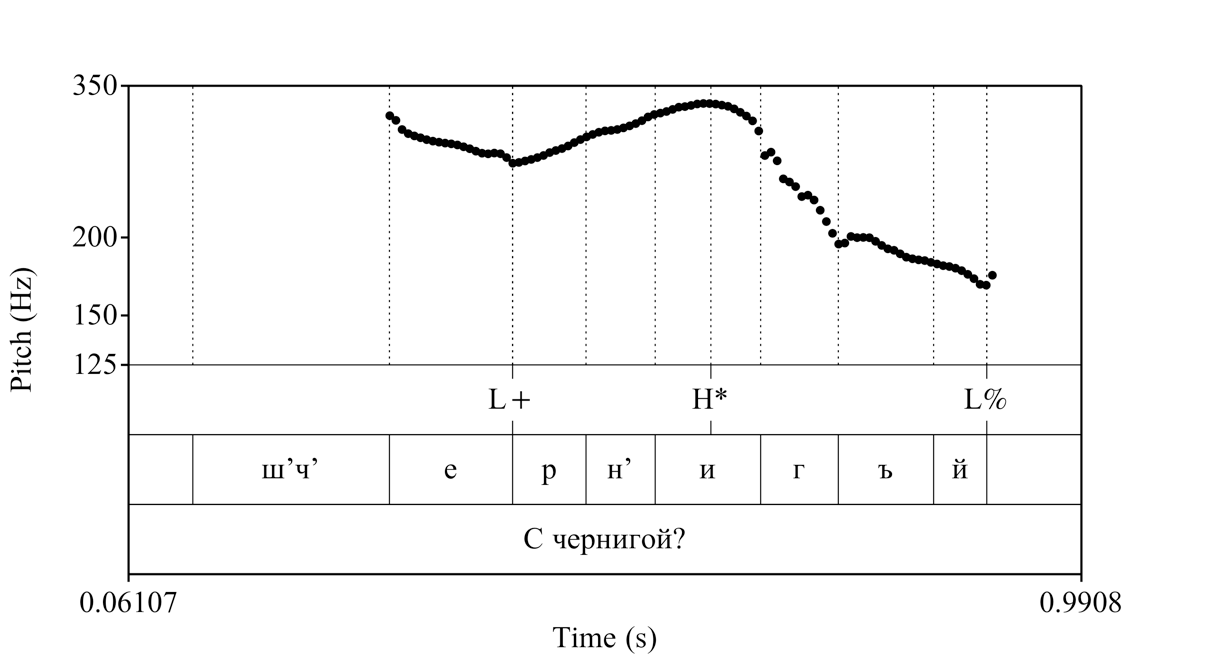 350
200
150
125
Pitch (Hz)
L + H* L%
ш’ч’ е р н’ и г ъ й
С чернигой?
0.06107 0.9908
Time (s)